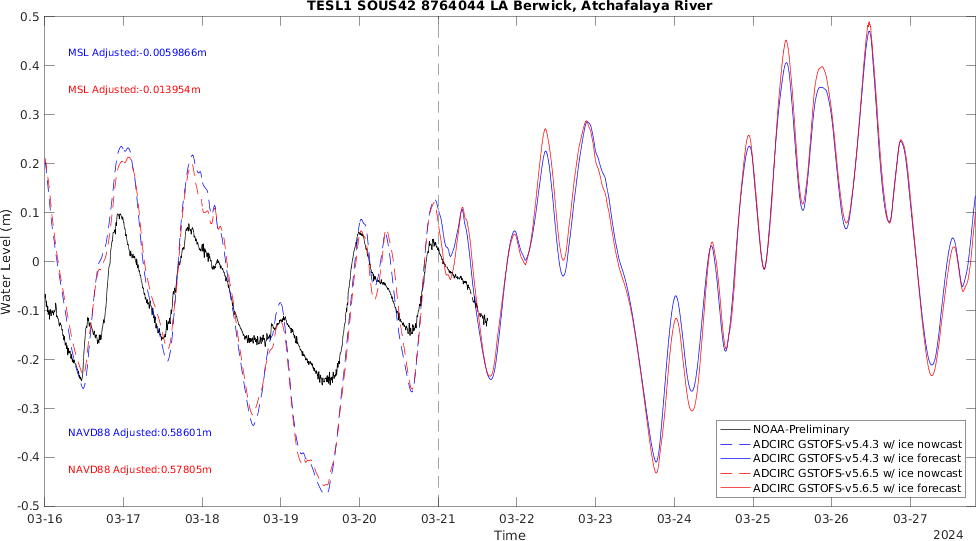 TESL1 SOUS42 8764044 LA Berwick, Atchafalaya River
0.5
0.4
0.3
0.2
0.1
0
-0.1
-0.2
-0.3
-0.4
-0.5
Water Level (m)
MSL Adjusted:-0.0059866m
MSL Adjusted:-0.013954m
NAVD88 Adjusted:0.58601m
NAVD88 Adjusted:0.57805m
NOAA-Preliminary
ADCIRC GSTOFS-v5.4.3 w/ ice nowcast
ADCIRC GSTOFS-v5.4.3 w/ ice forecast
ADCIRC GSTOFS-v5.6.5 w/ ice nowcast
ADCIRC GSTOFS-v5.6.5 w/ ice forecast
03-16 03-17 03-18 03-19 03-20 03-21 03-22 03-23 03-24 03-25 03-26 03-27
Time
2024